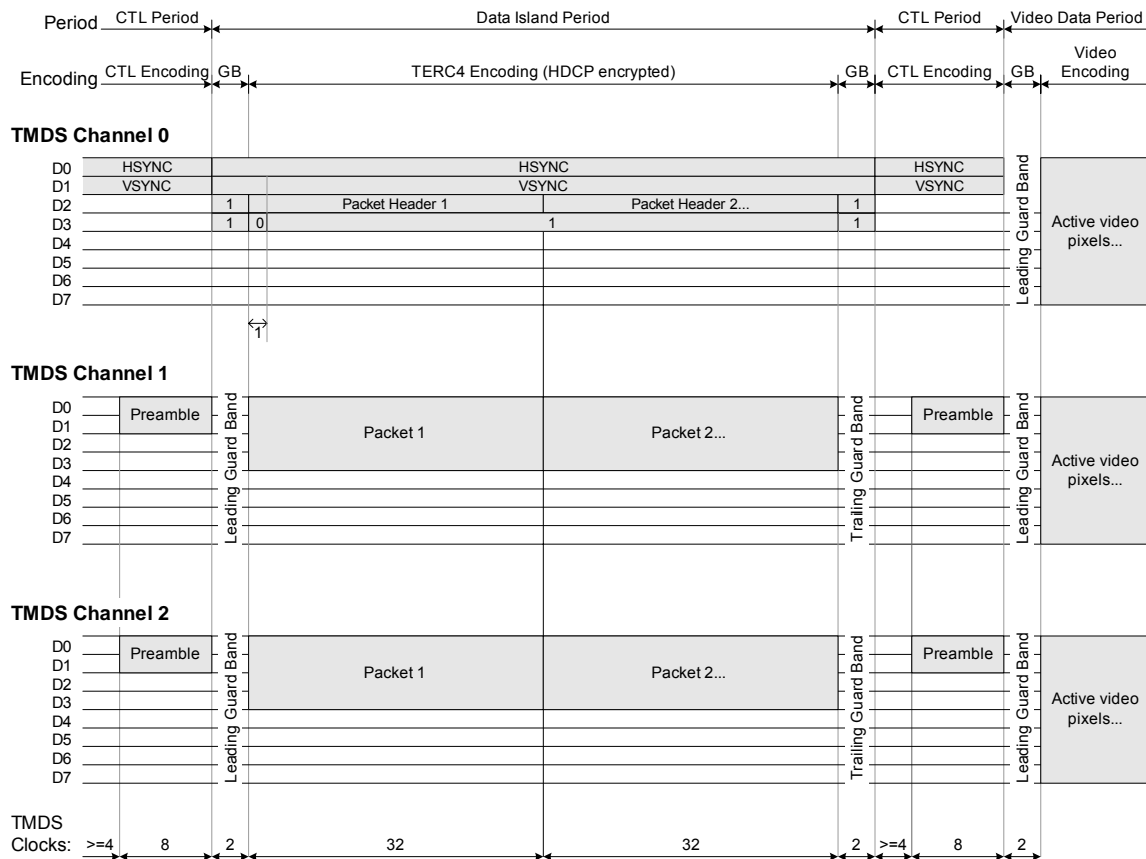 Period CTL Period Data Island Period CTL Period Video Data Period
Encoding CTL Encoding GB TERC4 Encoding (HDCP encrypted) GB CTL Encoding GB Video Encoding
TMDS Channel 0
D0 HSYNC HSYNC HSYNC
D1 VSYNC VSYNC VSYNC
D2 1 Packet Header 1 Packet Header 2... 1
D3 1 0 1 1
D4
D5
D6
D7
Leading Guard Band
Active video pixels...
1
TMDS Channel 1
D0
D1
D2
D3
D4
D5
D6
D7
Preamble
Leading Guard Band
Packet 1
Packet 2...
Trailing Guard Band
Preamble
Leading Guard Band
Active video pixels...
TMDS Channel 2
D0
D1
D2
D3
D4
D5
D6
D7
Preamble
Leading Guard Band
Packet 1
Packet 2...
Trailing Guard Band
Preamble
Leading Guard Band
Active video pixels...
TMDS
Clocks: >=4 8 2 32 32 2 >=4 8 2